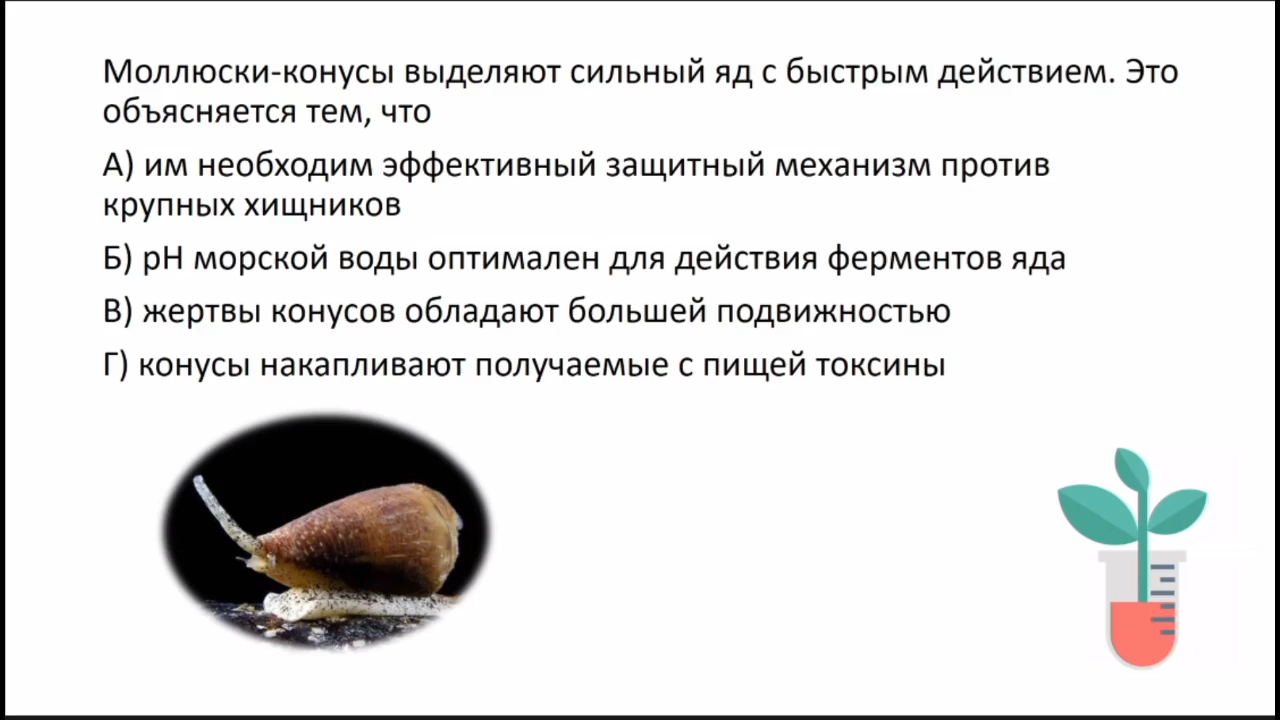 Моллюски-конусы выделяют сильный яд с быстрым действием. Это
объясняется тем, что
А) им необходим эффективный защитный механизм против
крупных хищников
Б) pH морской воды оптимален для действия ферментов яда
В) жертвы конусов обладают большей подвижностью
Г) конусы накапливают получаемые с пищей токсины